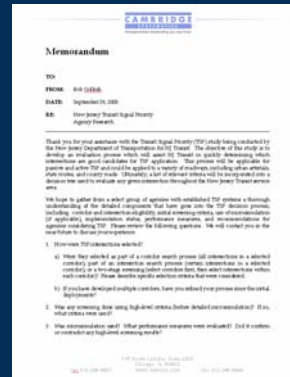 CAMBRIDGE
SYSTEMATICS
Memorandum
TO:
FROM: Bob
DATE: September 29, 2006
RE: New Jersey Transit Signal Priority
Agency Research
Thank you for your assistance with the Transit Signal Priority (TSP) study being conducted by
the New Jersey Department of Transportation for NJ Transit. The objective of this study is to
develop an evaluation process which will assist NJ Transit in quickly determining which
intersections are good candidates for TSP application. This process will be applicable for
passive and active TSP and could be applied to a variety of roadways, including urban arterials,
state routes, and county roads. Ultimately, a list of relevant criteria will be incorporated into a
decision tree used to evaluate any given intersection throughout the New Jersey Transit service
area.
We hope to gather from a select group of agencies with established TSP systems a thorough
understanding of the detailed components that have gone into the TSP decision process,
including: corridor and intersection eligibility, initial screening criteria, use of microsimulation
(if applicable), implementation status, performance measures, and recommendations for
agencies considering TSP. Please review the following questions. We will contact you in the
near future to discuss your experience.
1. How were TSP intersections selected?
a) Were they selected as part of a corridor search process (all intersections in a selected
corridor), part of an intersection search process (certain intersections in a selected
corridor), or a two-stage screening (select corridors first, then select intersections within
each corridor)? Please describe specific selection criteria that were considered.
b) If you have developed multiple corridors, have you refined your process since the initial
deployments?
2. Was any screening done using high-level criteria (before detailed microsimulation)? If so,
what criteria were used?
3. Was microsimulation used? What performance measures were evaluated? Did it confirm
or contradict any high-level screening results?